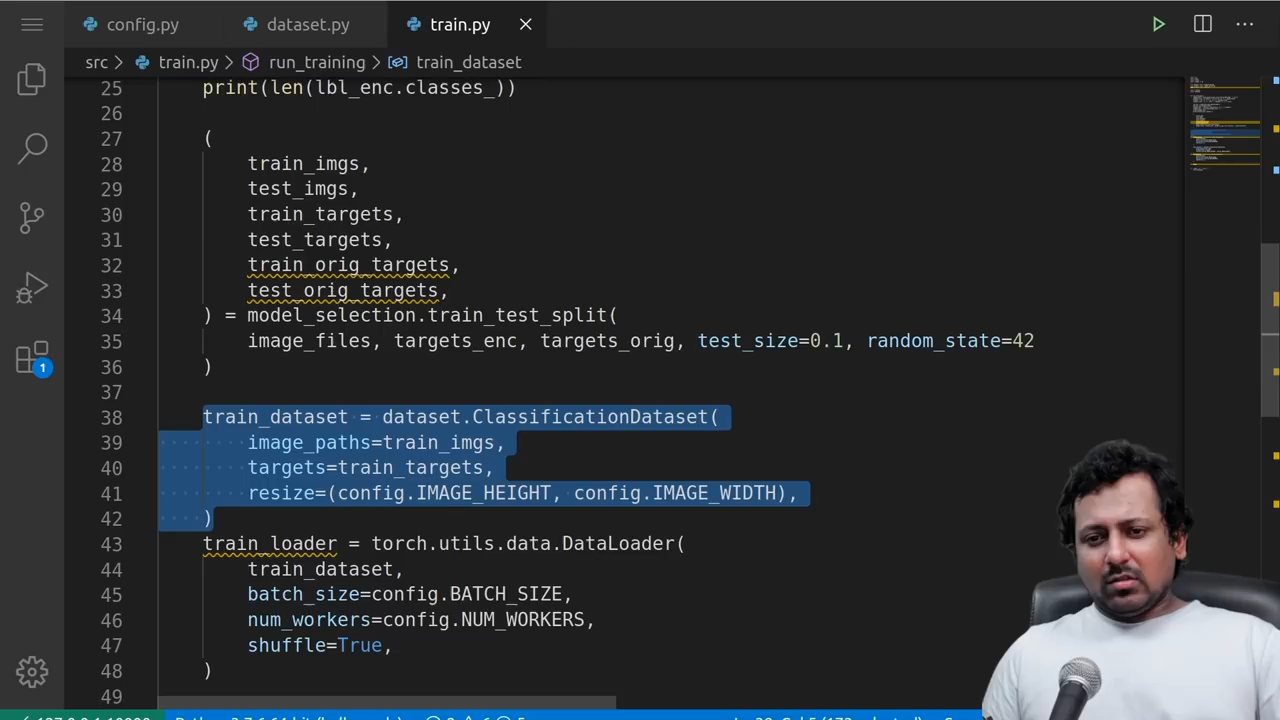 config.py dataset.py train.py
src > train.py > run_training > train_dataset
25 print(len(lbl_enc.classes_))
26
27 (
28 train_imgs,
29 test_imgs,
30 train_targets,
31 test_targets,
32 train_orig_targets,
33 test_orig_targets,
34 ) = model_selection.train_test_split(
35 image_files, targets_enc, targets_orig, test_size=0.1, random_state=42
36 )
37
38 train_dataset = dataset.ClassificationDataset(
39 image_paths=train_imgs,
40 targets=train_targets,
41 resize=(config.IMAGE_HEIGHT, config.IMAGE_WIDTH),
42 )
43 train_loader = torch.utils.data.DataLoader(
44 train_dataset,
45 batch_size=config.BATCH_SIZE,
46 num_workers=config.NUM_WORKERS,
47 shuffle=True,
48 )
49
1